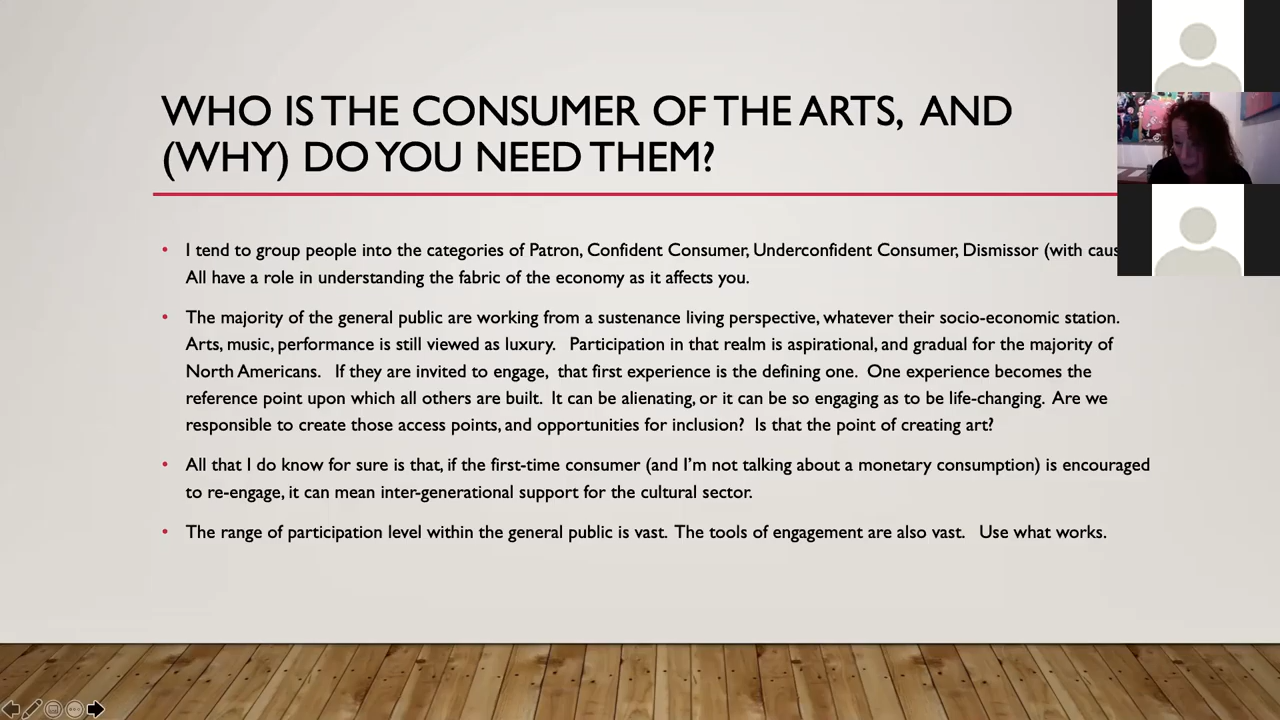 WHO IS THE CONSUMER OF THE ARTS, AND
(WHY) DO YOU NEED THEM?
• I tend to group people into the categories of Patron, Confident Consumer, Underconfident Consumer, Dismissor (with
All have a role in understanding the fabric of the economy as it affects you.
• The majority of the general public are working from a sustenance living perspective, whatever their socio-economic station.
Arts, music, performance is still viewed as luxury. Participation in that realm is aspirational, and gradual for the majority of
North Americans. If they are invited to engage, that first experience is the defining one. One experience becomes the
reference point upon which all others are built. It can be alienating, or it can be so engaging as to be life-changing. Are we
responsible to create those access points, and opportunities for inclusion? Is that the point of creating art?
• All that I do know for sure is that, if the first-time consumer (and I'm not talking about a monetary consumption) is encouraged
to re-engage, it can mean inter-generational support for the cultural sector.
• The range of participation level within the general public is vast. The tools of engagement are also vast. Use what works.